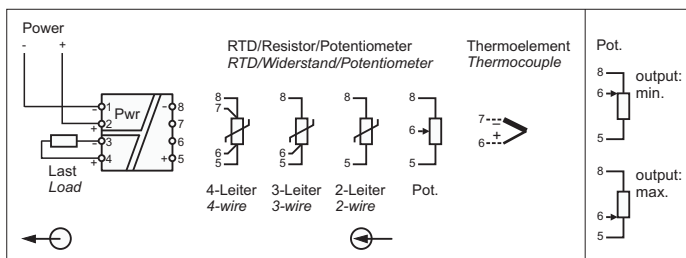 Power
- +
-1 Pwr -8
+2 7
-3 6
+4 +5
Last
Load
RTD/Resistor/Potentiometer
RTD/Widerstand/Potentiometer
8
7
6
5
4-Leiter
4-wire
8
6
5
3-Leiter
3-wire
8
5
2-Leiter
2-wire
8
6
5
Pot.
Thermoelement
Thermocouple
7 -
6 +
Pot.
8
6
5
output:
min.
8
6
5
output:
max.